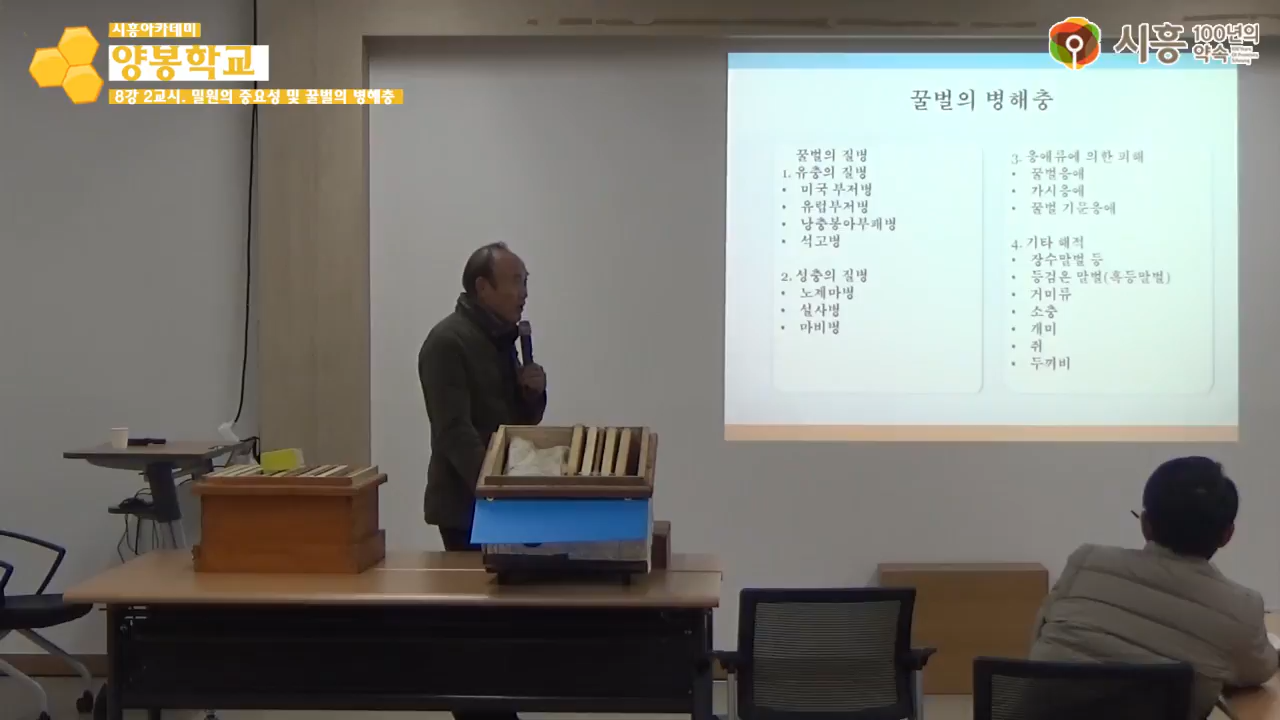 시흥아카데미
양봉학교
8강 2교시. 밀원의 중요성 및 꿀벌의 병해충
시흥 100년의 약속
꿀벌의 병해충
꿀벌의 질병
1. 유충의 질병
• 미국 부저병
• 유럽부저병
• 낭충봉아부패병
• 석고병
2. 성충의 질병
• 노제마병
• 설사병
• 마비병
3. 응애류에 의한 피해
• 꿀벌응애
• 가시응애
• 꿀벌 기문응애
4. 기타 해적
• 장수말벌 등
• 등검은 말벌(흑등말벌)
• 거미류
• 소충
• 개미
• 쥐
• 두꺼비